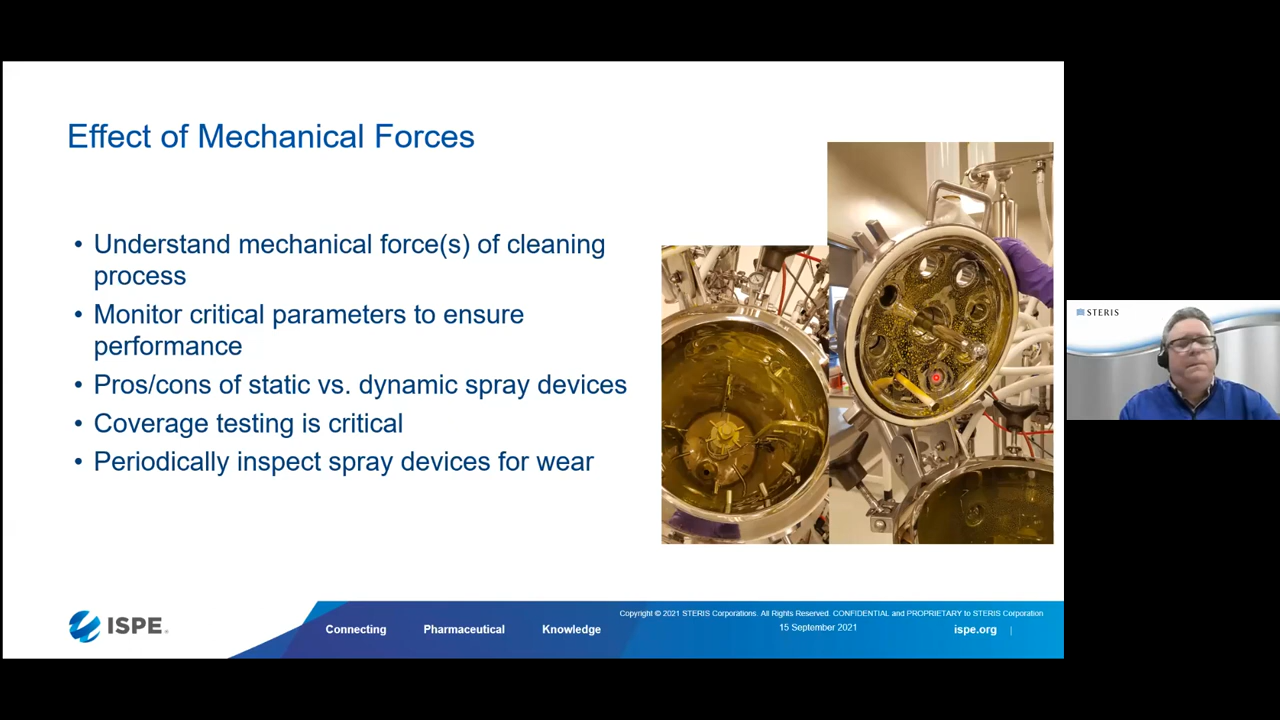 Effect of Mechanical Forces
• Understand mechanical force(s) of cleaning
process
• Monitor critical parameters to ensure
performance
• Pros/cons of static vs. dynamic spray devices
• Coverage testing is critical
• Periodically inspect spray devices for wear
STERIS
ISPE
Connecting Pharmaceutical Knowledge
Copyright © 2021 STERIS Corporations. All Rights Reserved. CONFIDENTIAL and PROPRIETARY to STERIS Corporation
15 September 2021
ispe.org |